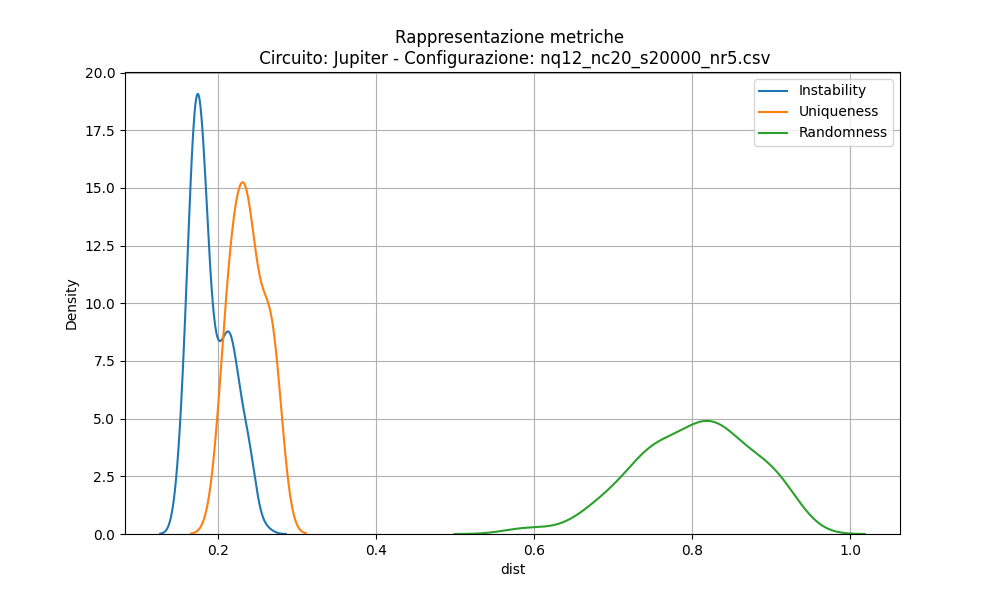 Rappresentazione metriche
Circuito: Jupiter - Configurazione: nq12_nc20_s20000_nr5.csv
20.0
17.5
15.0
12.5
10.0
7.5
5.0
2.5
0.0
Density
Instability
Uniqueness
Randomness
0.2
0.4
0.6
0.8
1.0
dist